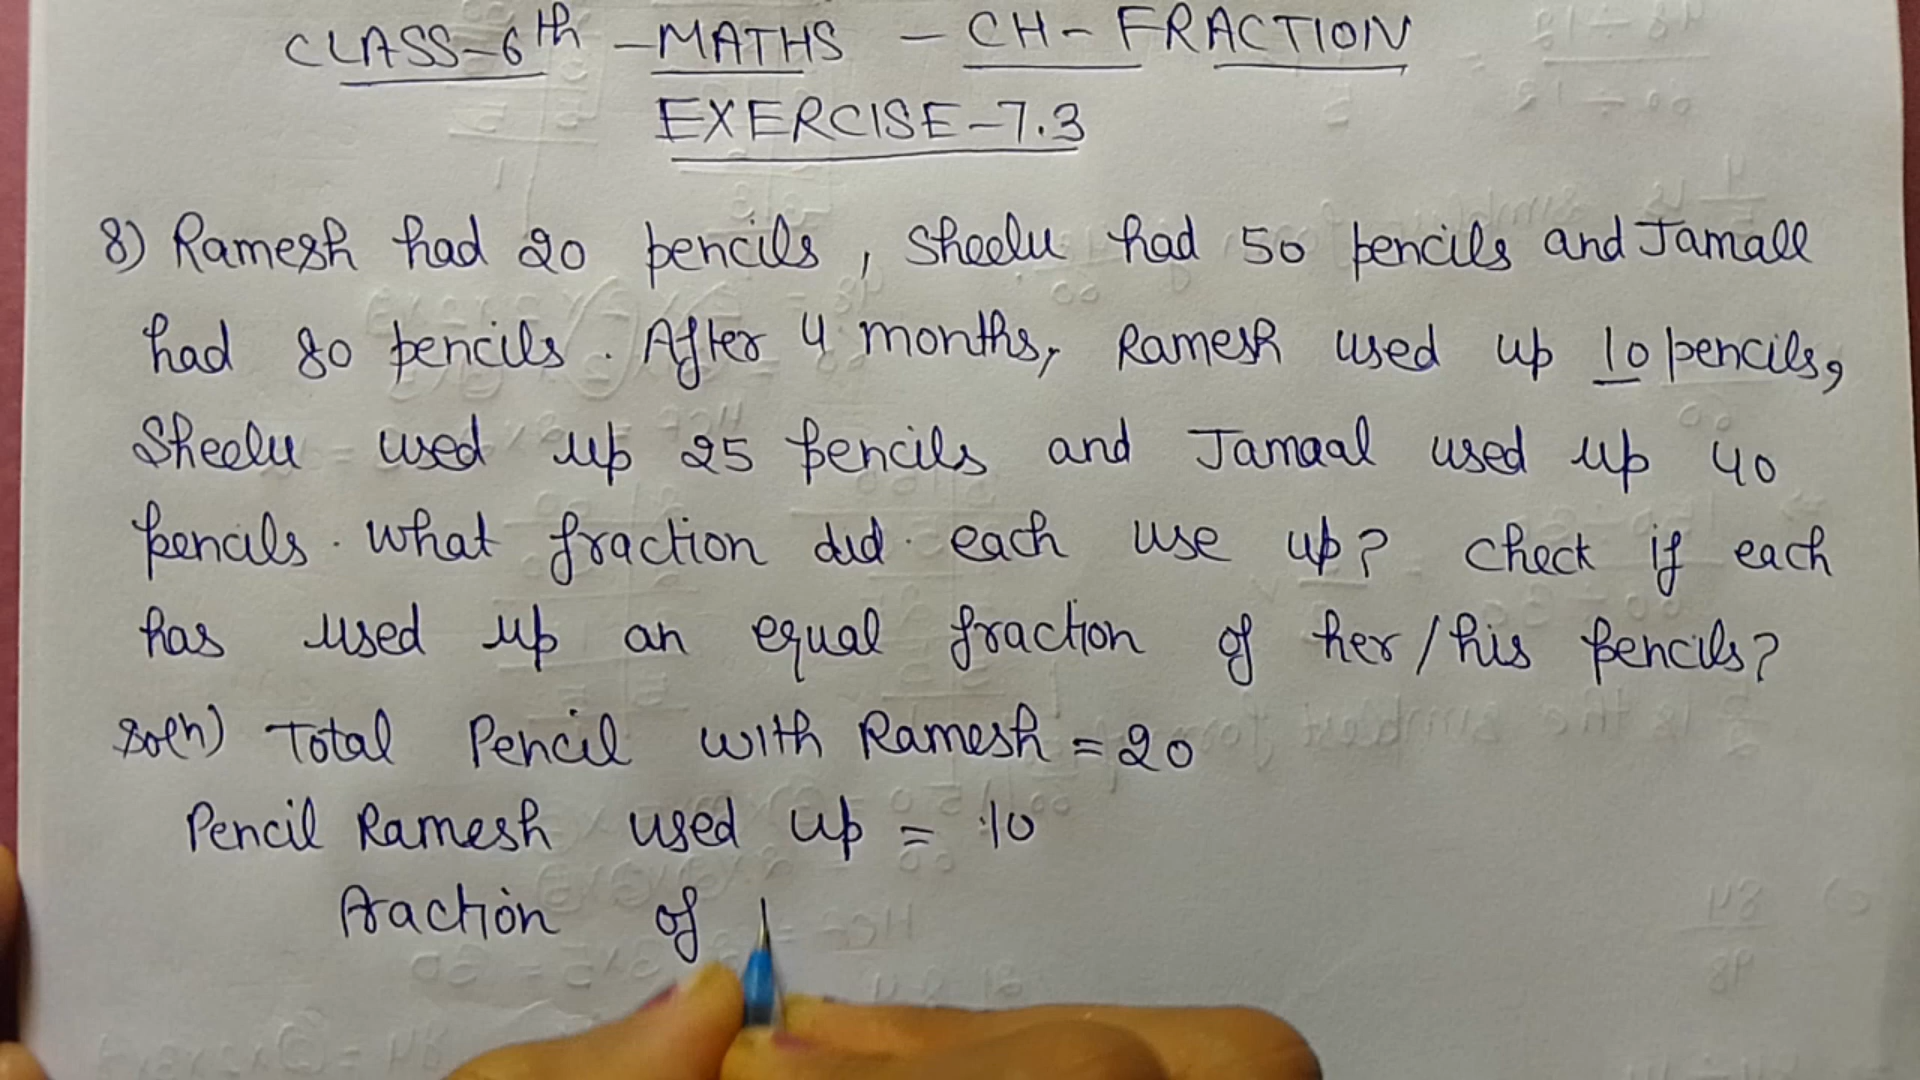 CLASS-6th - MATHS - CH- FRACTION
EXERCISE-7.3
8) Ramesh had 20 pencils, Sheelu had 50 pencils and Jamall
had 80 pencils. After 4 months, Ramesh used up 10 pencils,
Sheelu used up 25 pencils and Jamaal used up 40
pencils. What fraction did each use up? Check if each
has used up an equal fraction of her/his pencils?
Soln) Total Pencil with Ramesh = 20
Pencil Ramesh used up = 10
Fraction of